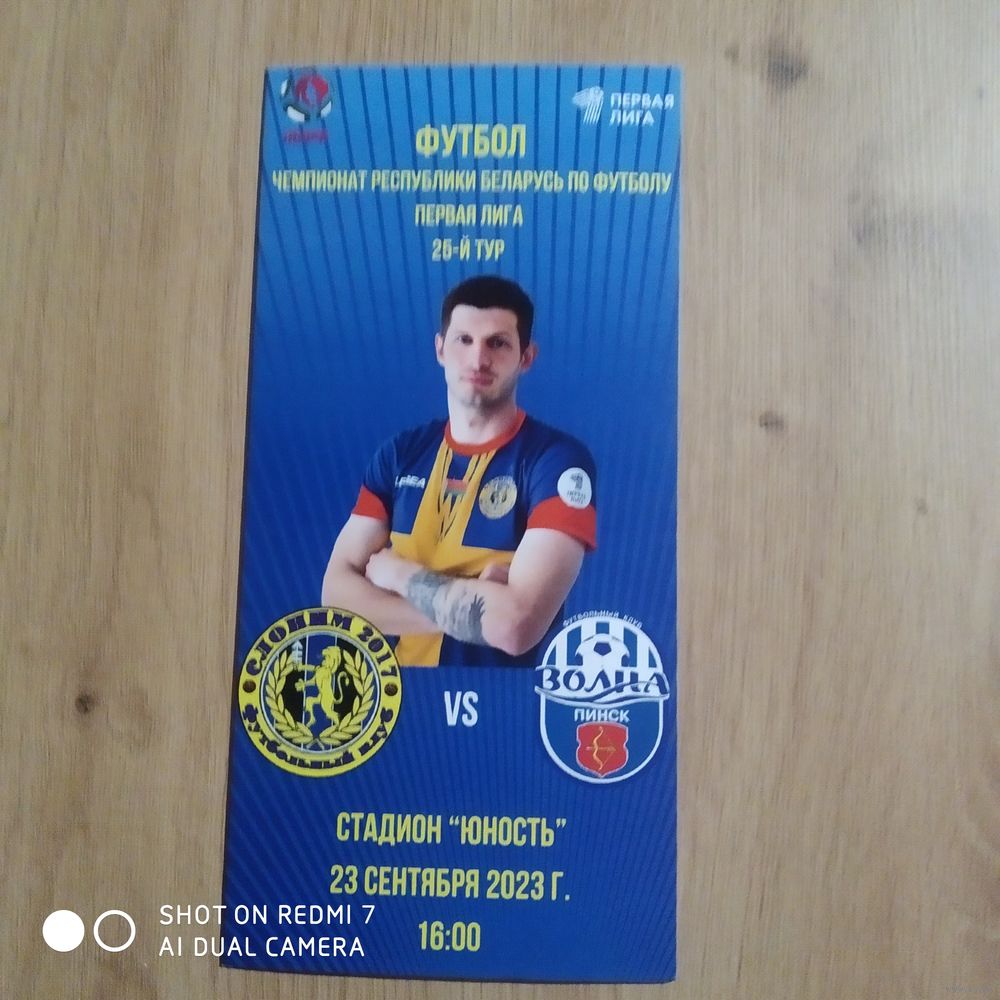 ПЕРВАЯ
ЛИГА
ФУТБОЛ
ЧЕМПИОНАТ РЕСПУБЛИКИ БЕЛАРУСЬ ПО ФУТБОЛУ
ПЕРВАЯ ЛИГА
25-Й ТУР
LEGEA
СЛОНИМ 2017
ФУТБОЛЬНЫЙ КЛУБ
VS
ФУТБОЛЬНЫЙ КЛУБ
ВОЛНА
ПИНСК
СТАДИОН “ЮНОСТЬ”
23 СЕНТЯБРЯ 2023 Г.
16:00
SHOT ON REDMI 7
AI DUAL CAMERA